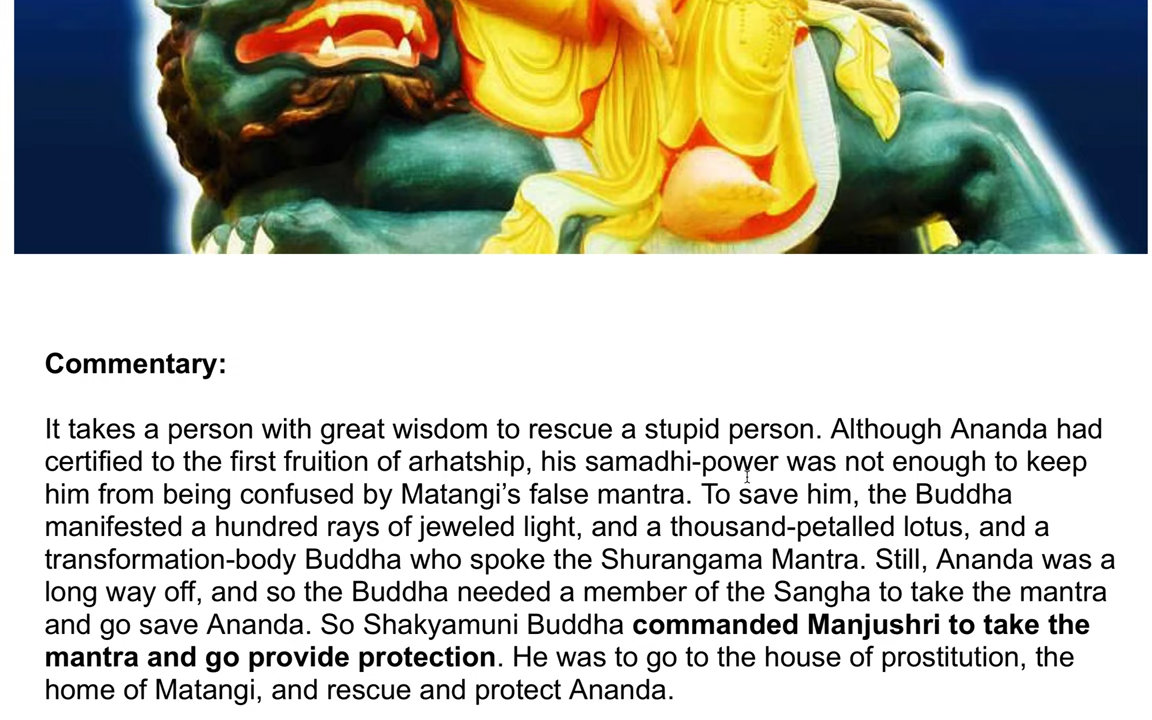 Commentary:
It takes a person with great wisdom to rescue a stupid person. Although Ananda had
certified to the first fruition of arhatship, his samadhi-power was not enough to keep
him from being confused by Matangi’s false mantra. To save him, the Buddha
manifested a hundred rays of jeweled light, and a thousand-petalled lotus, and a
transformation-body Buddha who spoke the Shurangama Mantra. Still, Ananda was a
long way off, and so the Buddha needed a member of the Sangha to take the mantra
and go save Ananda. So Shakyamuni Buddha commanded Manjushri to take the
mantra and go provide protection. He was to go to the house of prostitution, the
home of Matangi, and rescue and protect Ananda.